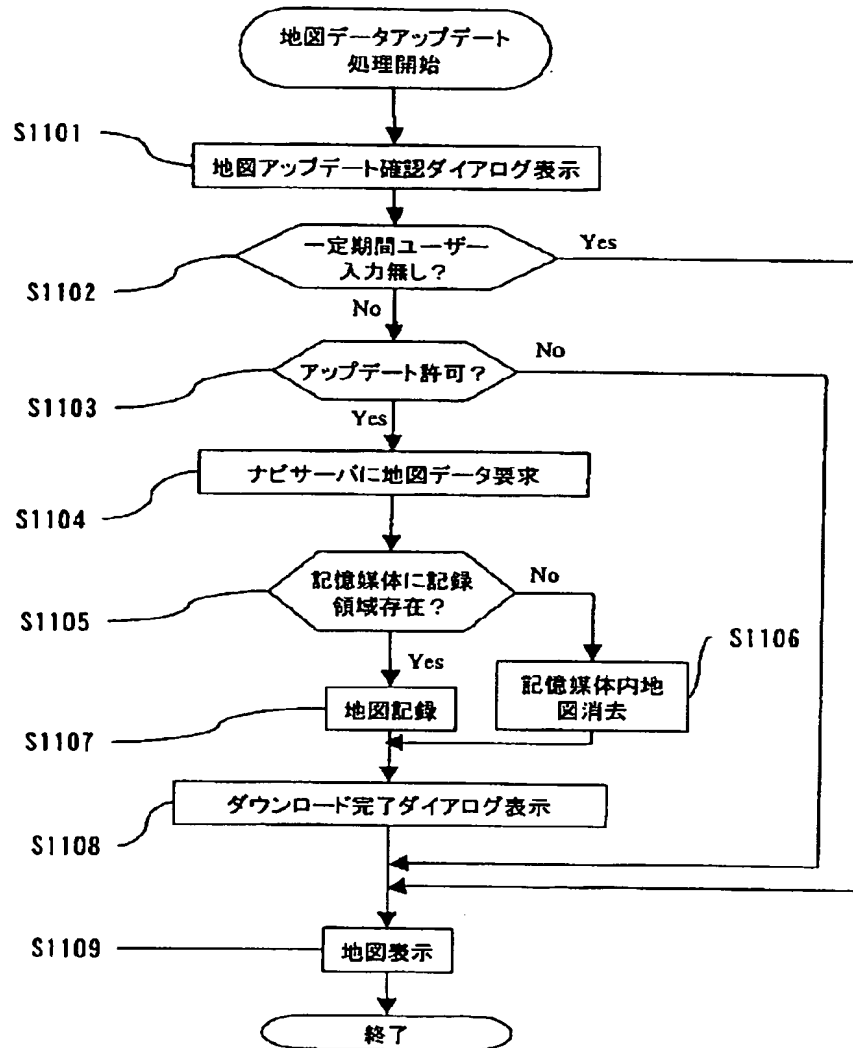 地図データアップデート
処理開始
S1101
地図アップデート確認ダイアログ表示
一定期間ユーザー
入力無し？
Yes
S1102
No
アップデート許可？
No
S1103
Yes
ナビサーバに地図データ要求
S1104
記憶媒体に記録
領域存在？
No
S1105
Yes
S1106
記憶媒体内地
図消去
地図記録
S1107
ダウンロード完了ダイアログ表示
S1108
地図表示
S1109
終了